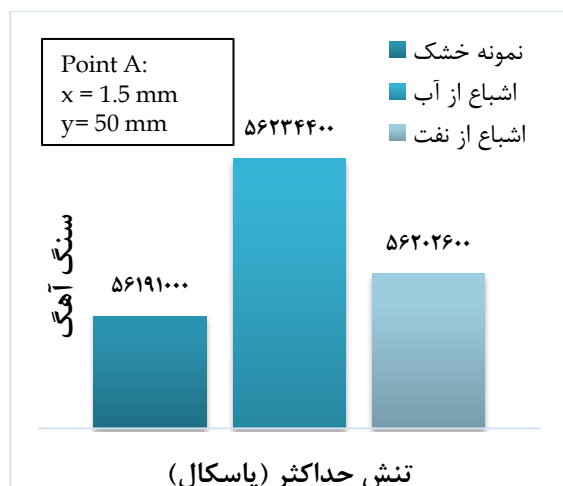 Point A:
x = 1.5 mm
y= 50 mm
نمونه خشک
اشباع از آب
اشباع از نفت
۵۶۱۹۱۰۰۰
۵۶۲۳۴۴۰۰
۵۶۲۰۲۶۰۰
سنگ آهگ
تنش حداکثر (پاسکال)